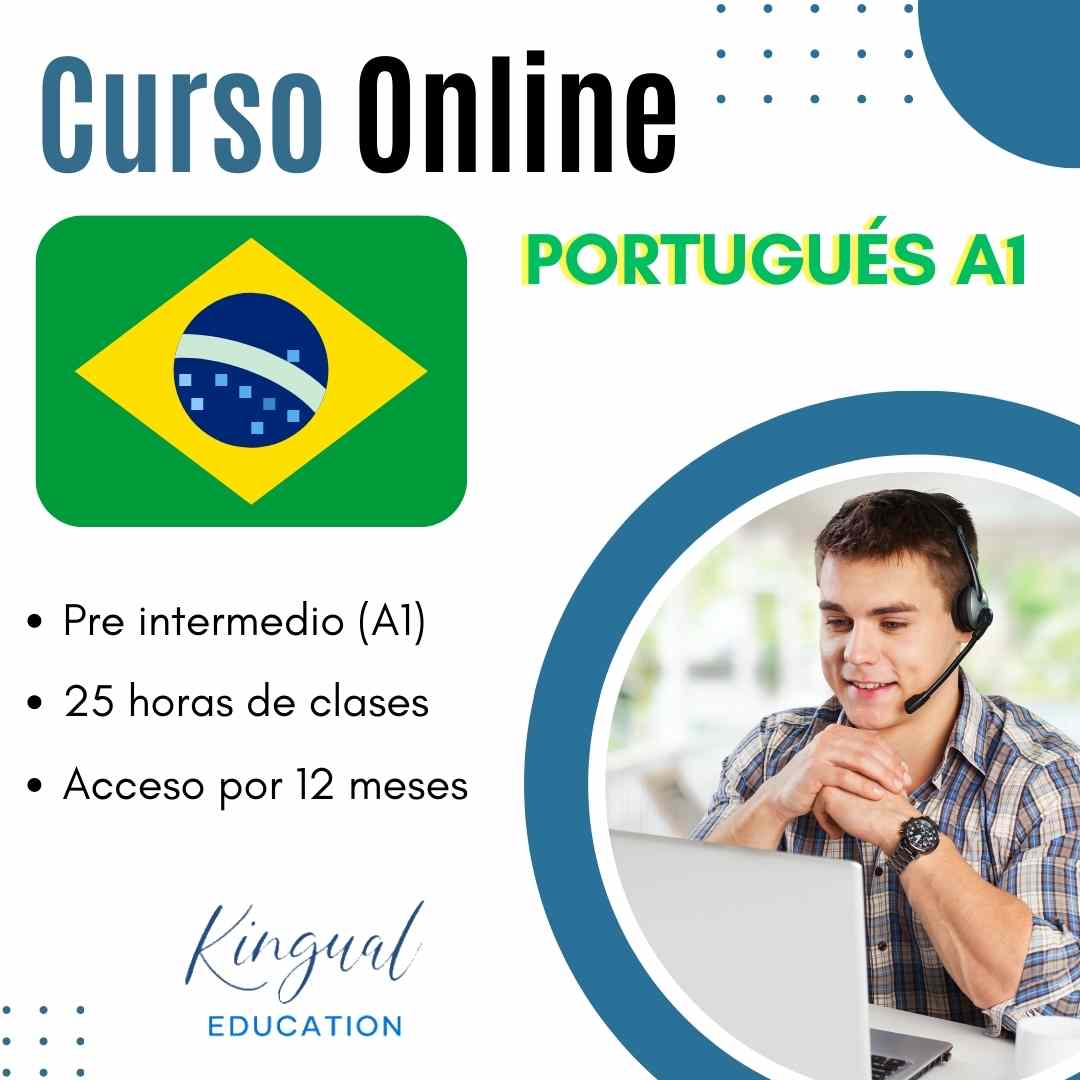 Curso Online
PORTUGUÉS A1
• Pre intermedio (A1)
• 25 horas de clases
• Acceso por 12 meses
Kingual
EDUCATION